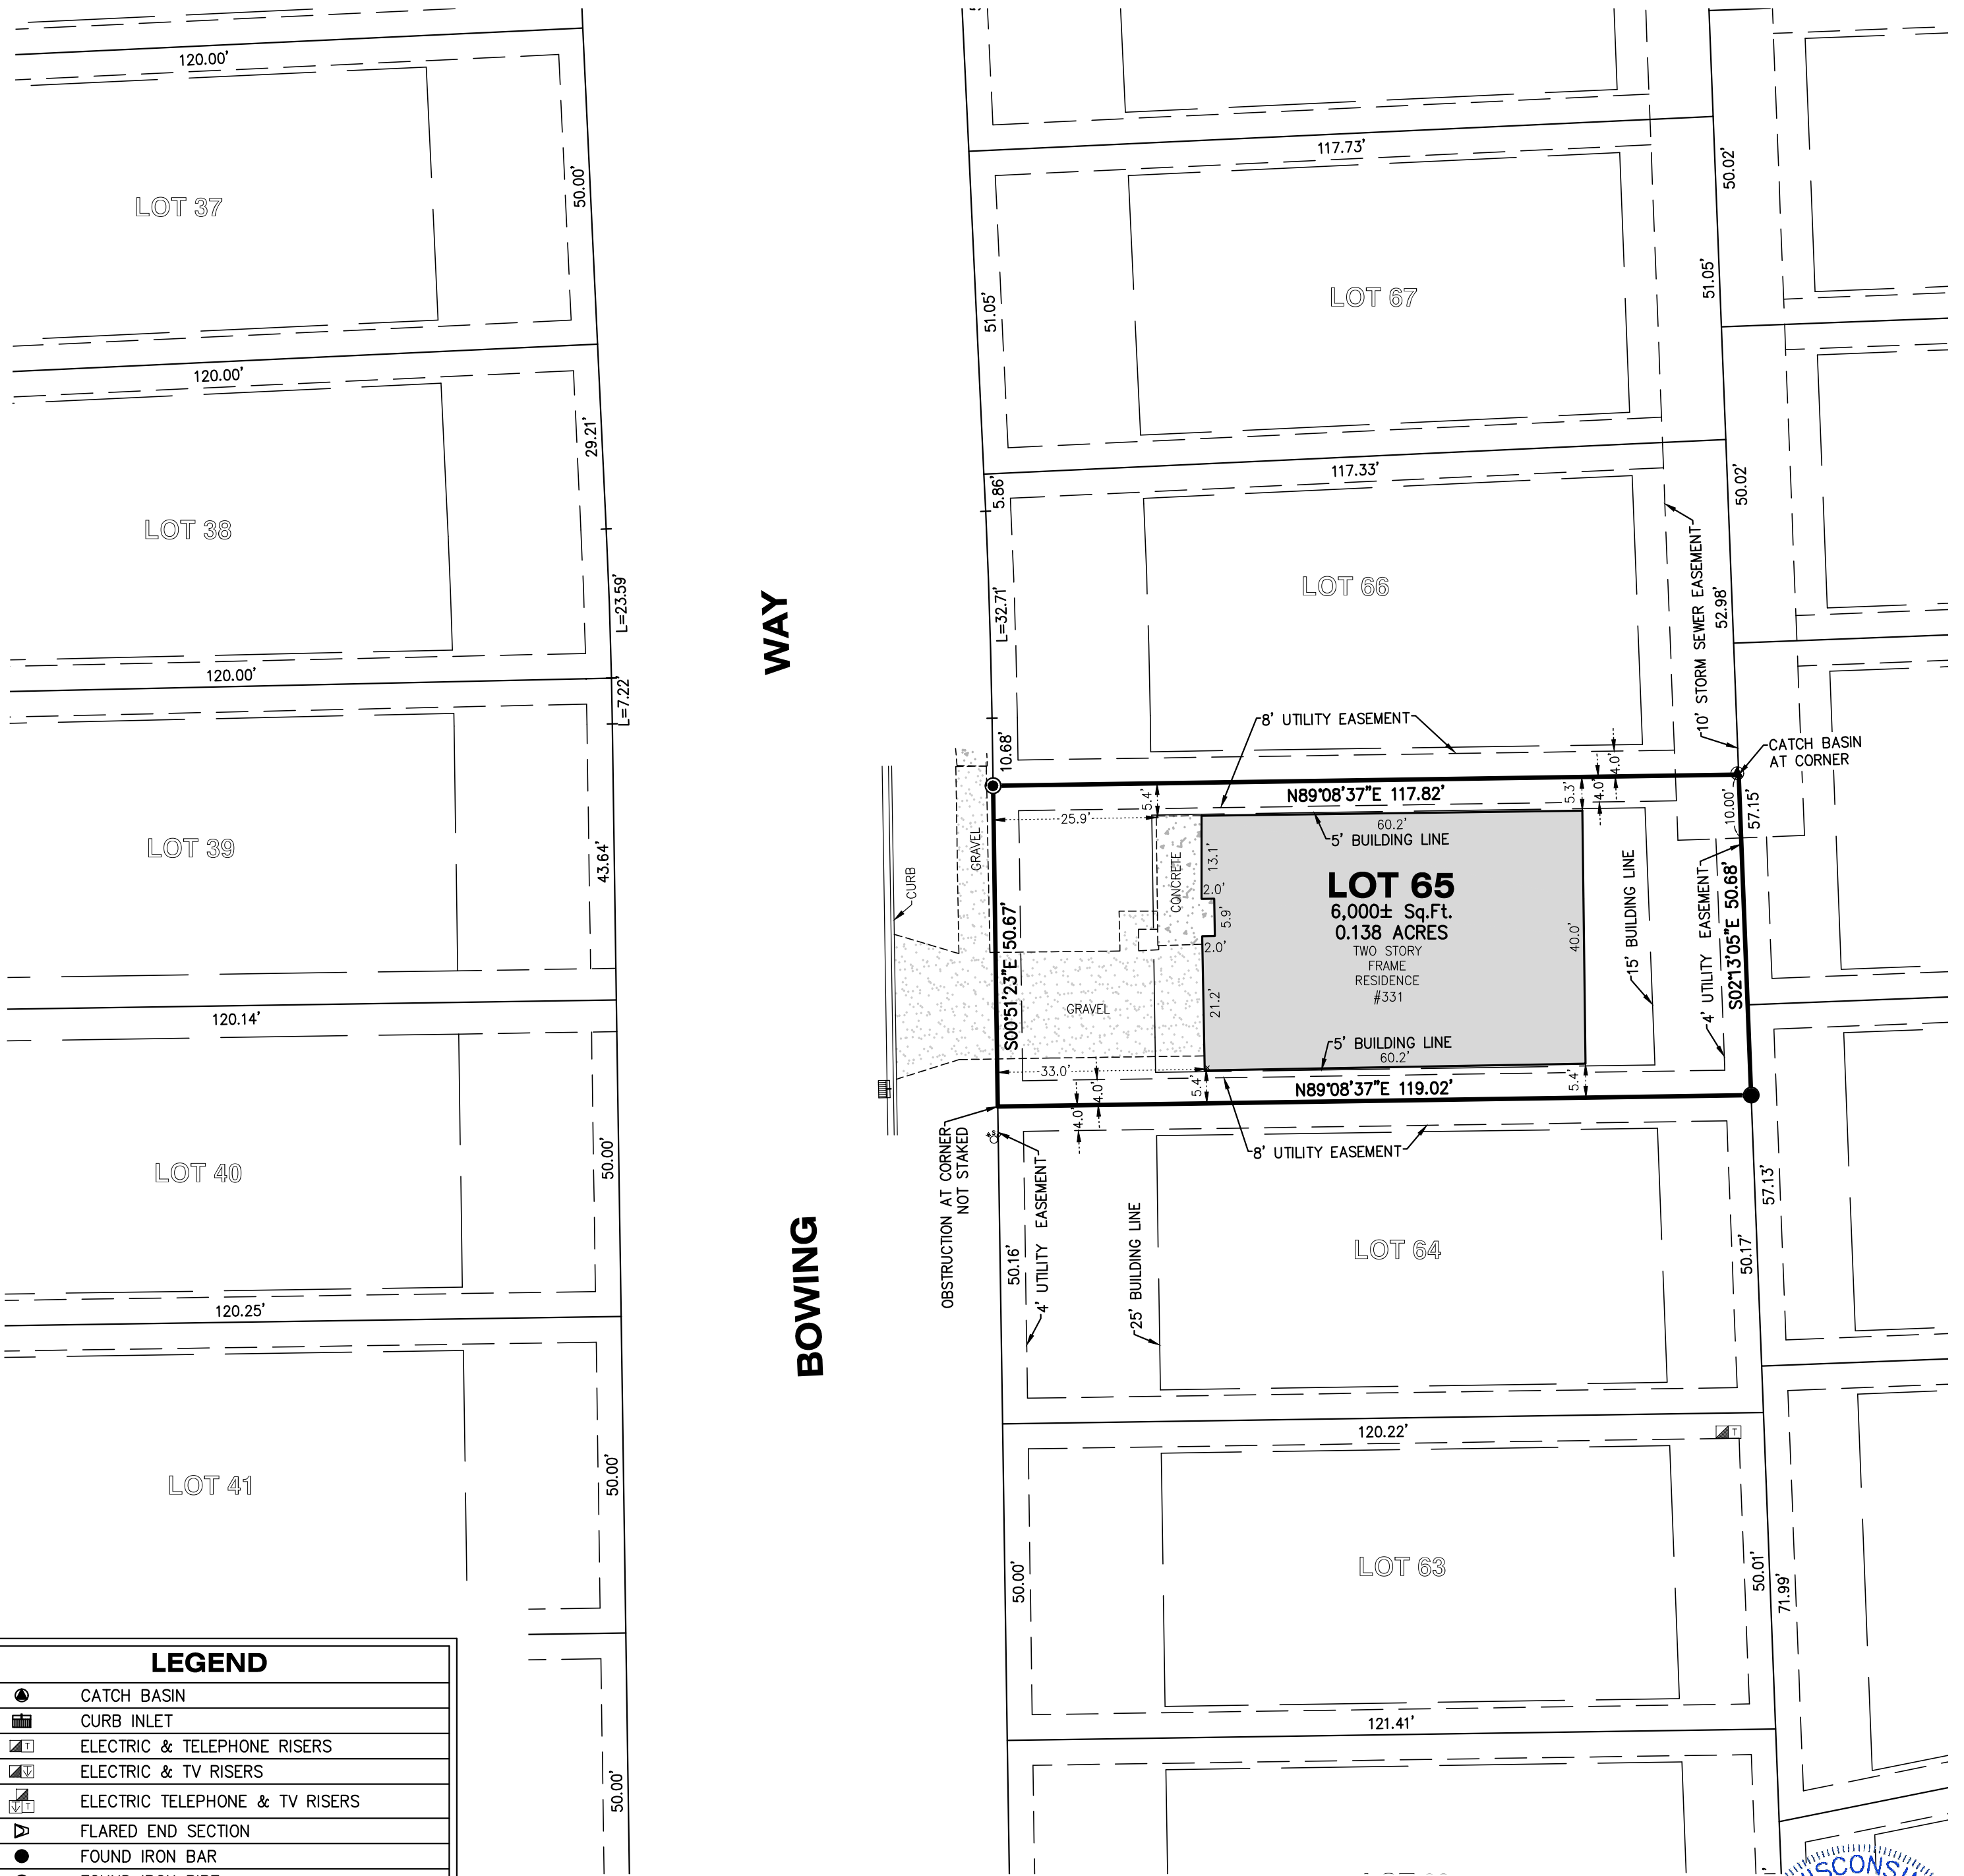 120.00'
LOT 37
50.00'
120.00'
29.21'
LOT 38
L=23.59'
120.00'
L=7.22'
LOT 39
43.64'
120.14'
LOT 40
50.00'
120.25'
LOT 41
50.00'
50.00'
WAY
BOWING
117.73'
50.02'
51.05'
LOT 67
51.05'
117.33'
5.86'
50.02'
L=32.71'
LOT 66
52.98'
10' STORM SEWER EASEMENT
8' UTILITY EASEMENT
10.68'
4.0'
4.0'
CATCH BASIN
AT CORNER
N89°08'37"E 117.82'
5.4'
5.3'
25.9'
10.00'
57.15'
60.2'
5' BUILDING LINE
GRAVEL
CURB
CONCRETE
13.1'
2.0'
5.9'
2.0'
21.2'
LOT 65
6,000± Sq.Ft.
0.138 ACRES
TWO STORY
FRAME
RESIDENCE
#331
40.0'
15' BUILDING LINE
4' UTILITY EASEMENT
S02°13'05"E 50.68'
S00°51'23"E 50.67'
GRAVEL
5' BUILDING LINE
60.2'
33.0'
4.0'
4.0'
5.4'
5.4'
N89°08'37"E 119.02'
OBSTRUCTION AT CORNER
NOT STAKED
8' UTILITY EASEMENT
4' UTILITY EASEMENT
25' BUILDING LINE
50.16'
LOT 64
57.13'
50.17'
120.22'
T
50.00'
LOT 63
50.01'
71.99'
121.41'
LEGEND
CATCH BASIN
CURB INLET
T ELECTRIC & TELEPHONE RISERS
ELECTRIC & TV RISERS
T ELECTRIC TELEPHONE & TV RISERS
FLARED END SECTION
FOUND IRON BAR